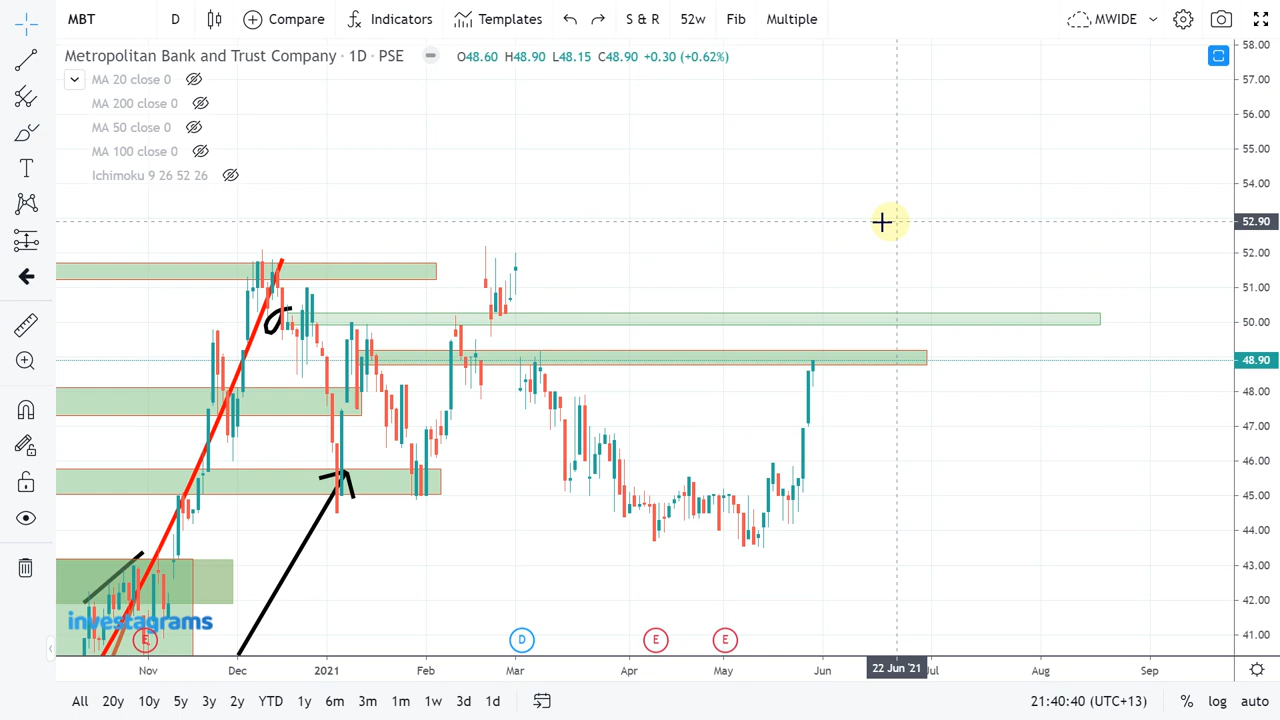 MBT D Compare Indicators Templates S & R 52w Fib Multiple MWIDE
Metropolitan Bank and Trust Company · 1D · PSE O48.60 H48.90 L48.15 C48.90 +0.30 (+0.62%)
MA 20 close 0
MA 200 close 0
MA 50 close 0
MA 100 close 0
Ichimoku 9 26 52 26
58.00
57.00
56.00
55.00
54.00
52.90
52.00
51.00
50.00
48.90
48.00
47.00
46.00
45.00
44.00
43.00
42.00
41.00
investagrams
E D E E
Nov Dec 2021 Feb Mar Apr May Jun 22 Jun '21 Jul Aug Sep
All 20y 10y 5y 3y 2y YTD 1y 6m 3m 1m 1w 3d 1d 21:40:40 (UTC+13) % log auto